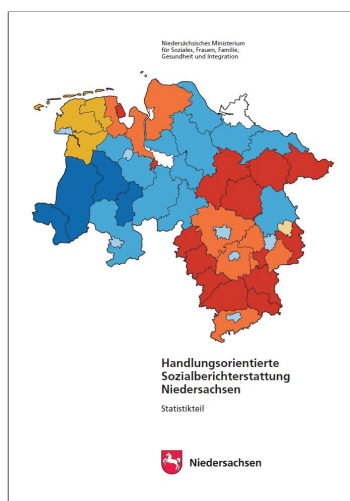 Niedersächsisches Ministerium
für Soziales, Frauen, Familie,
Gesundheit und Integration
Handlungsorientierte
Sozialberichterstattung
Niedersachsen
Statistikteil
Niedersachsen